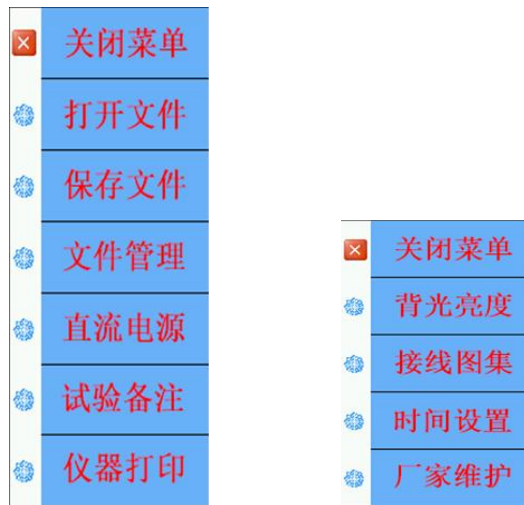 关闭菜单
打开文件
保存文件
文件管理
直流电源
试验备注
仪器打印
关闭菜单
背光亮度
接线图集
时间设置
厂家维护